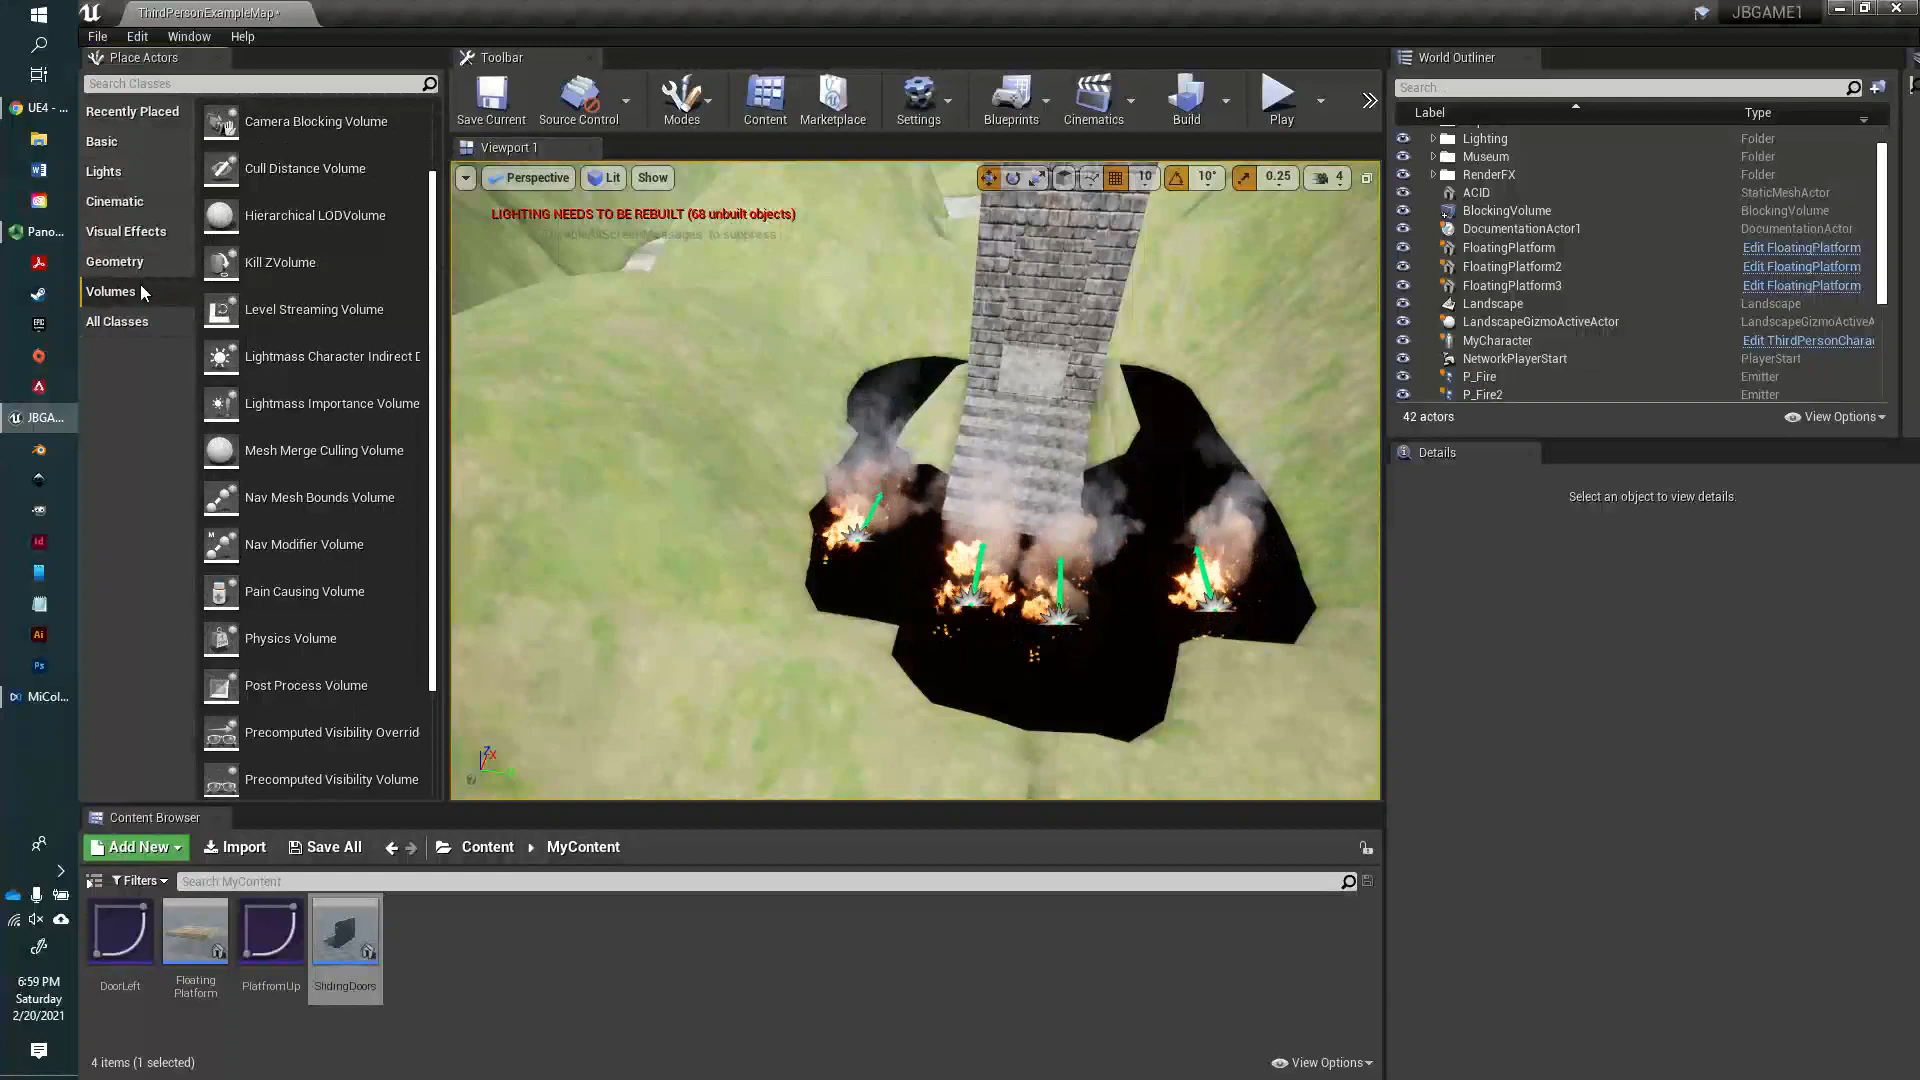 ThirdPersonExampleMap*
JBGAME1
File Edit Window Help
Place Actors
Toolbar
World Outliner
Search Classes
Search...
Recently Placed
Basic
Lights
Cinematic
Visual Effects
Geometry
Volumes
All Classes
Camera Blocking Volume
Cull Distance Volume
Hierarchical LODVolume
Kill ZVolume
Level Streaming Volume
Lightmass Character Indirect D
Lightmass Importance Volume
Mesh Merge Culling Volume
Nav Mesh Bounds Volume
Nav Modifier Volume
Pain Causing Volume
Physics Volume
Post Process Volume
Precomputed Visibility Overrid
Precomputed Visibility Volume
Save Current
Source Control
Modes
Content
Marketplace
Settings
Blueprints
Cinematics
Build
Play
Viewport 1
Perspective Lit Show
10 10° 0.25 4
LIGHTING NEEDS TO BE REBUILT (68 unbuilt objects)
'DisableAllScreenMessages' to suppress
Label Type
Lighting Folder
Museum Folder
RenderFX Folder
ACID StaticMeshActor
BlockingVolume BlockingVolume
DocumentationActor1 DocumentationActor
FloatingPlatform Edit FloatingPlatform
FloatingPlatform2 Edit FloatingPlatform
FloatingPlatform3 Edit FloatingPlatform
Landscape Landscape
LandscapeGizmoActiveActor LandscapeGizmoActiveA
MyCharacter Edit ThirdPersonCharac
NetworkPlayerStart PlayerStart
P_Fire Emitter
P_Fire2 Emitter
42 actors
View Options
Details
Select an object to view details.
Content Browser
Add New Import Save All Content MyContent
Filters Search MyContent
DoorLeft
Floating
Platform
PlatfromUp
SlidingDoors
4 items (1 selected)
View Options
UE4 - ...
Pano...
JBGA...
MiCol...
6:59 PM
Saturday
2/20/2021